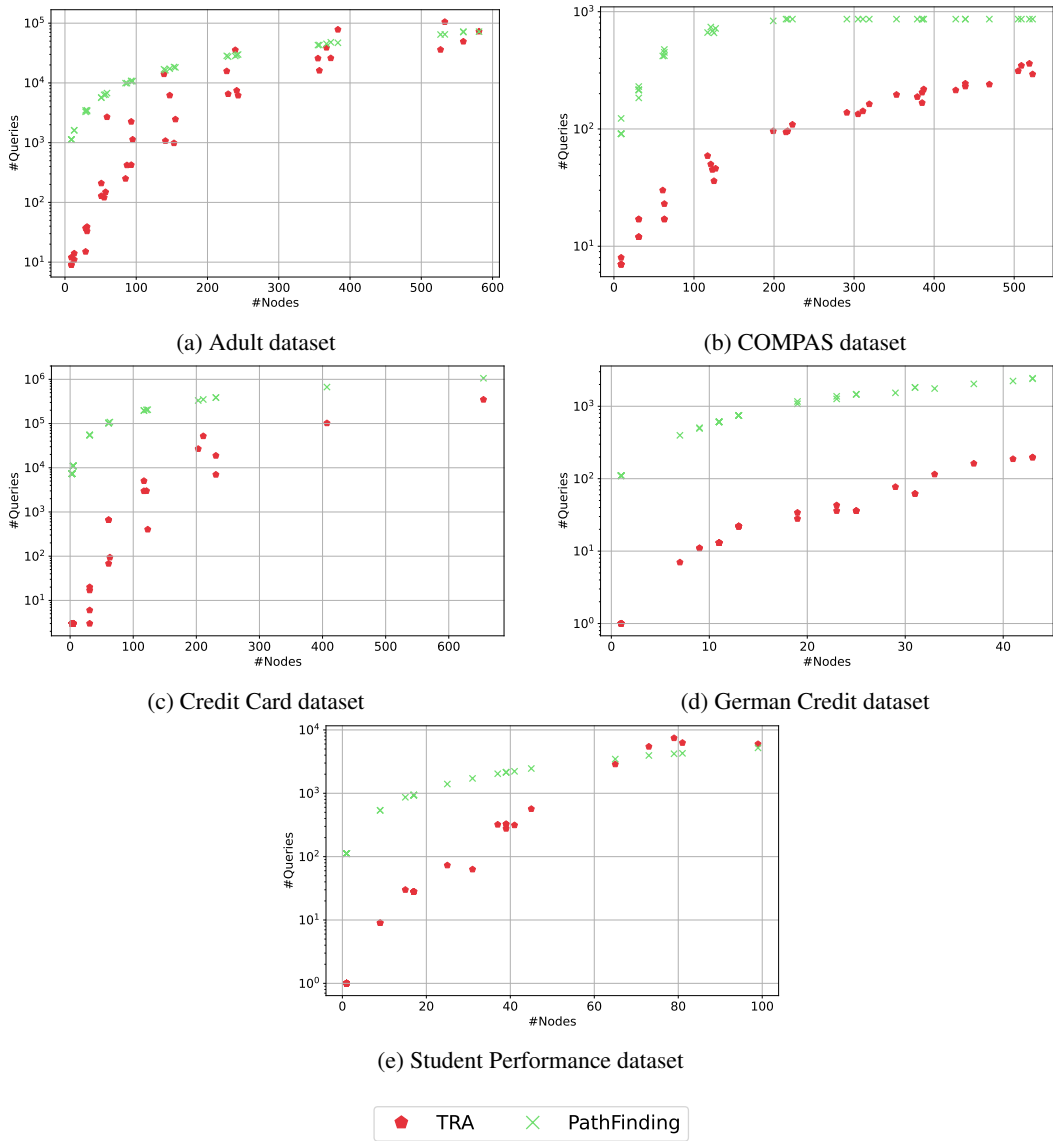 10^5
10^4
10^3
10^2
10^1
#Queries
0 100 200 300 400 500 600
#Nodes
(a) Adult dataset
10^3
10^2
10^1
#Queries
0 100 200 300 400 500
#Nodes
(b) COMPAS dataset
10^6
10^5
10^4
10^3
10^2
10^1
#Queries
0 100 200 300 400 500 600
#Nodes
(c) Credit Card dataset
10^3
10^2
10^1
10^0
#Queries
0 10 20 30 40
#Nodes
(d) German Credit dataset
10^4
10^3
10^2
10^1
10^0
#Queries
0 20 40 60 80 100
#Nodes
(e) Student Performance dataset
TRA PathFinding